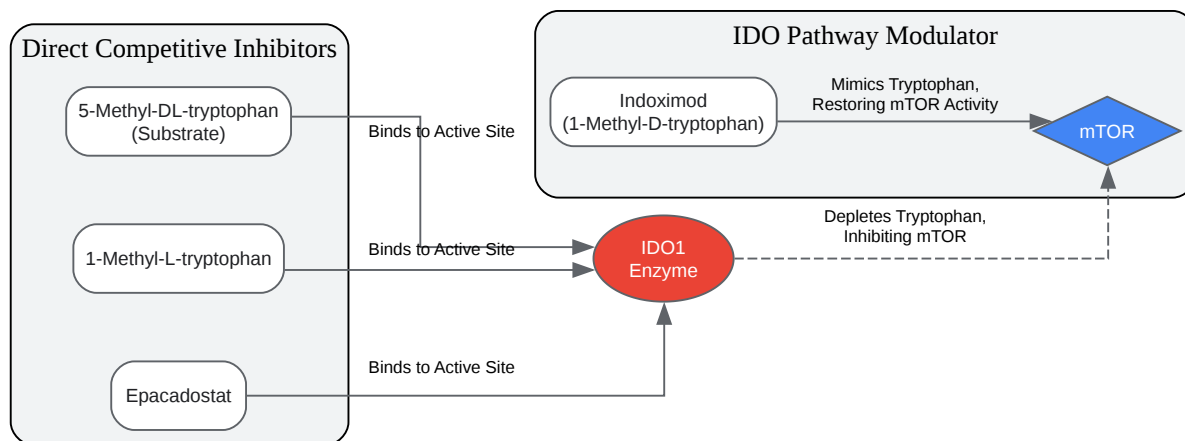 Direct Competitive Inhibitors
5-Methyl-DL-tryptophan
(Substrate)
1-Methyl-L-tryptophan
Epacadostat
Binds to Active Site
Binds to Active Site
Binds to Active Site
IDO Pathway Modulator
Indoximod
(1-Methyl-D-tryptophan)
Mimics Tryptophan,
Restoring mTOR Activity
mTOR
IDO1
Enzyme
Depletes Tryptophan,
Inhibiting mTOR